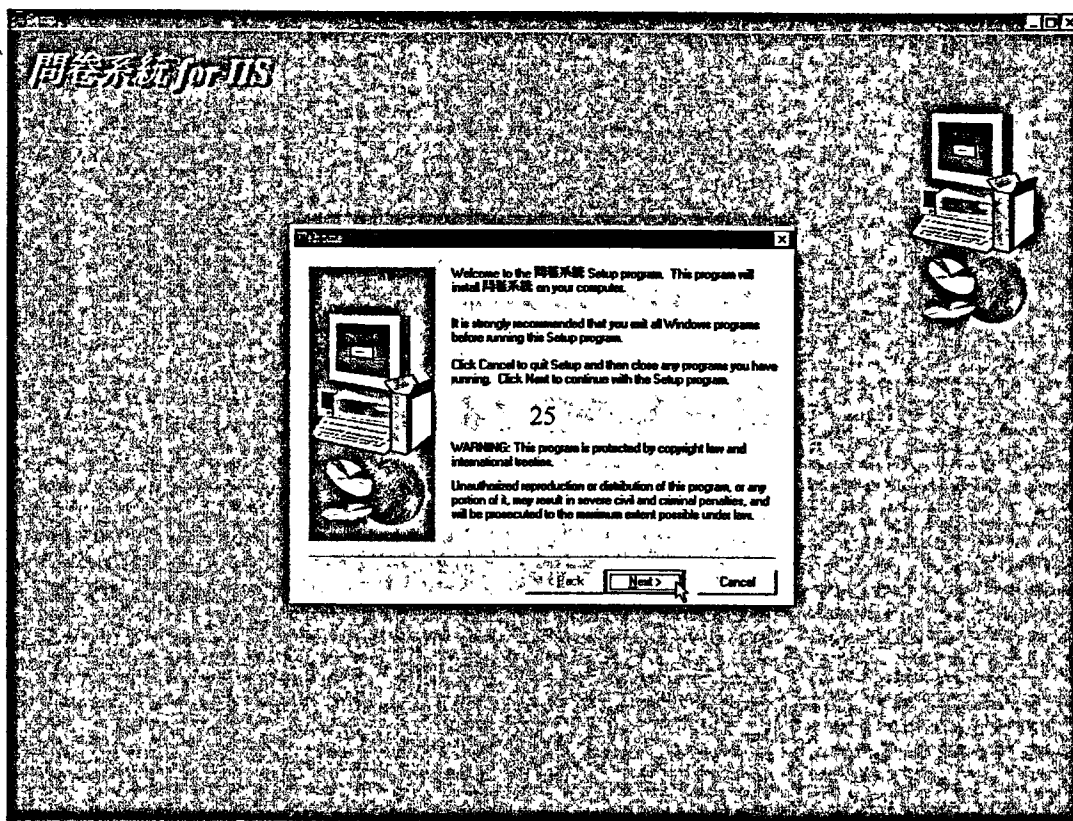 問卷系統 for IIS
Welcome
Welcome to the 問卷系統 Setup program. This program will
install 問卷系統 on your computer.
It is strongly recommended that you exit all Windows programs
before running this Setup program.
Click Cancel to quit Setup and then close any programs you have
running. Click Next to continue with the Setup program.
25
WARNING: This program is protected by copyright law and
international treaties.
Unauthorized reproduction or distribution of this program, or any
portion of it, may result in severe civil and criminal penalties, and
will be prosecuted to the maximum extent possible under law.
< Back Next > Cancel